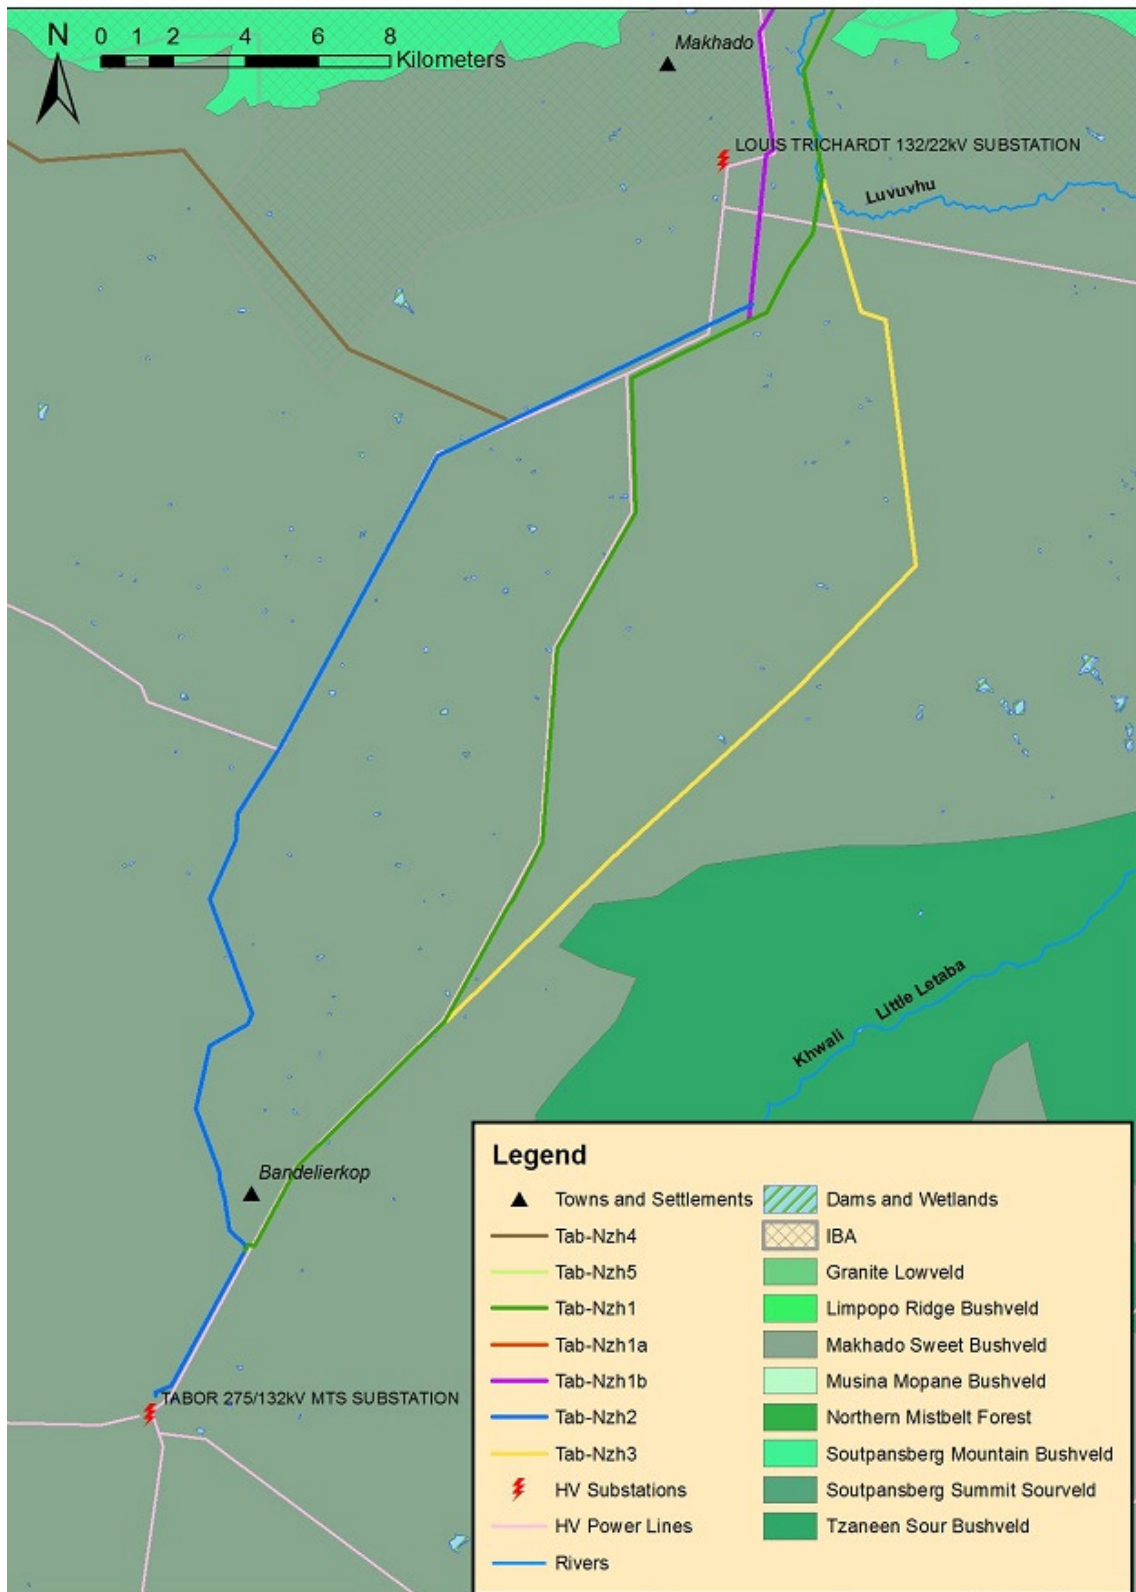 N
0 1 2 4 6 8
Kilometers
Makhado
LOUIS TRICHARDT 132/22kV SUBSTATION
Luvuvhu
Little Letaba
Khwali
Bandelierkop
TABOR 275/132kV MTS SUBSTATION
Legend
Towns and Settlements
Tab-Nzh4
Tab-Nzh5
Tab-Nzh1
Tab-Nzh1a
Tab-Nzh1b
Tab-Nzh2
Tab-Nzh3
HV Substations
HV Power Lines
Rivers
Dams and Wetlands
IBA
Granite Lowveld
Limpopo Ridge Bushveld
Makhado Sweet Bushveld
Musina Mopane Bushveld
Northern Mistbelt Forest
Soutpansberg Mountain Bushveld
Soutpansberg Summit Sourveld
Tzaneen Sour Bushveld